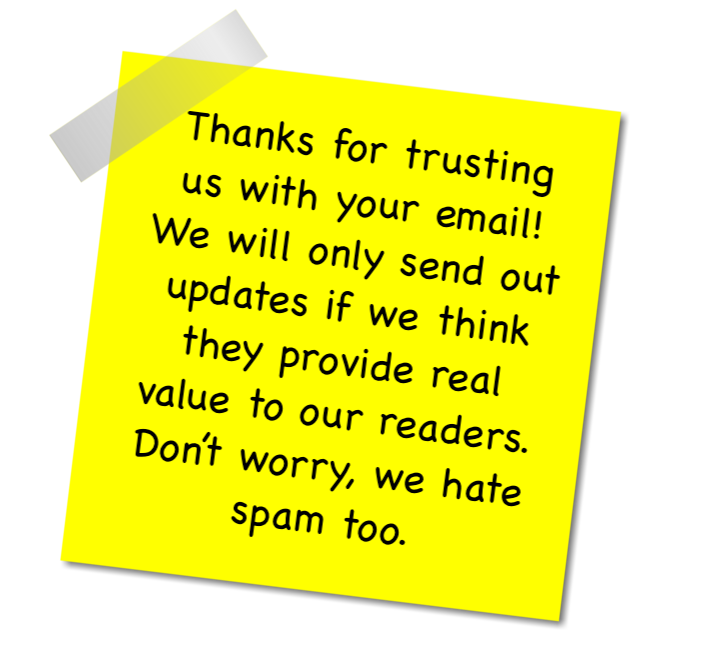 Thanks for trusting
us with your email!
We will only send out
updates if we think
they provide real
value to our readers.
Don't worry, we hate
spam too.